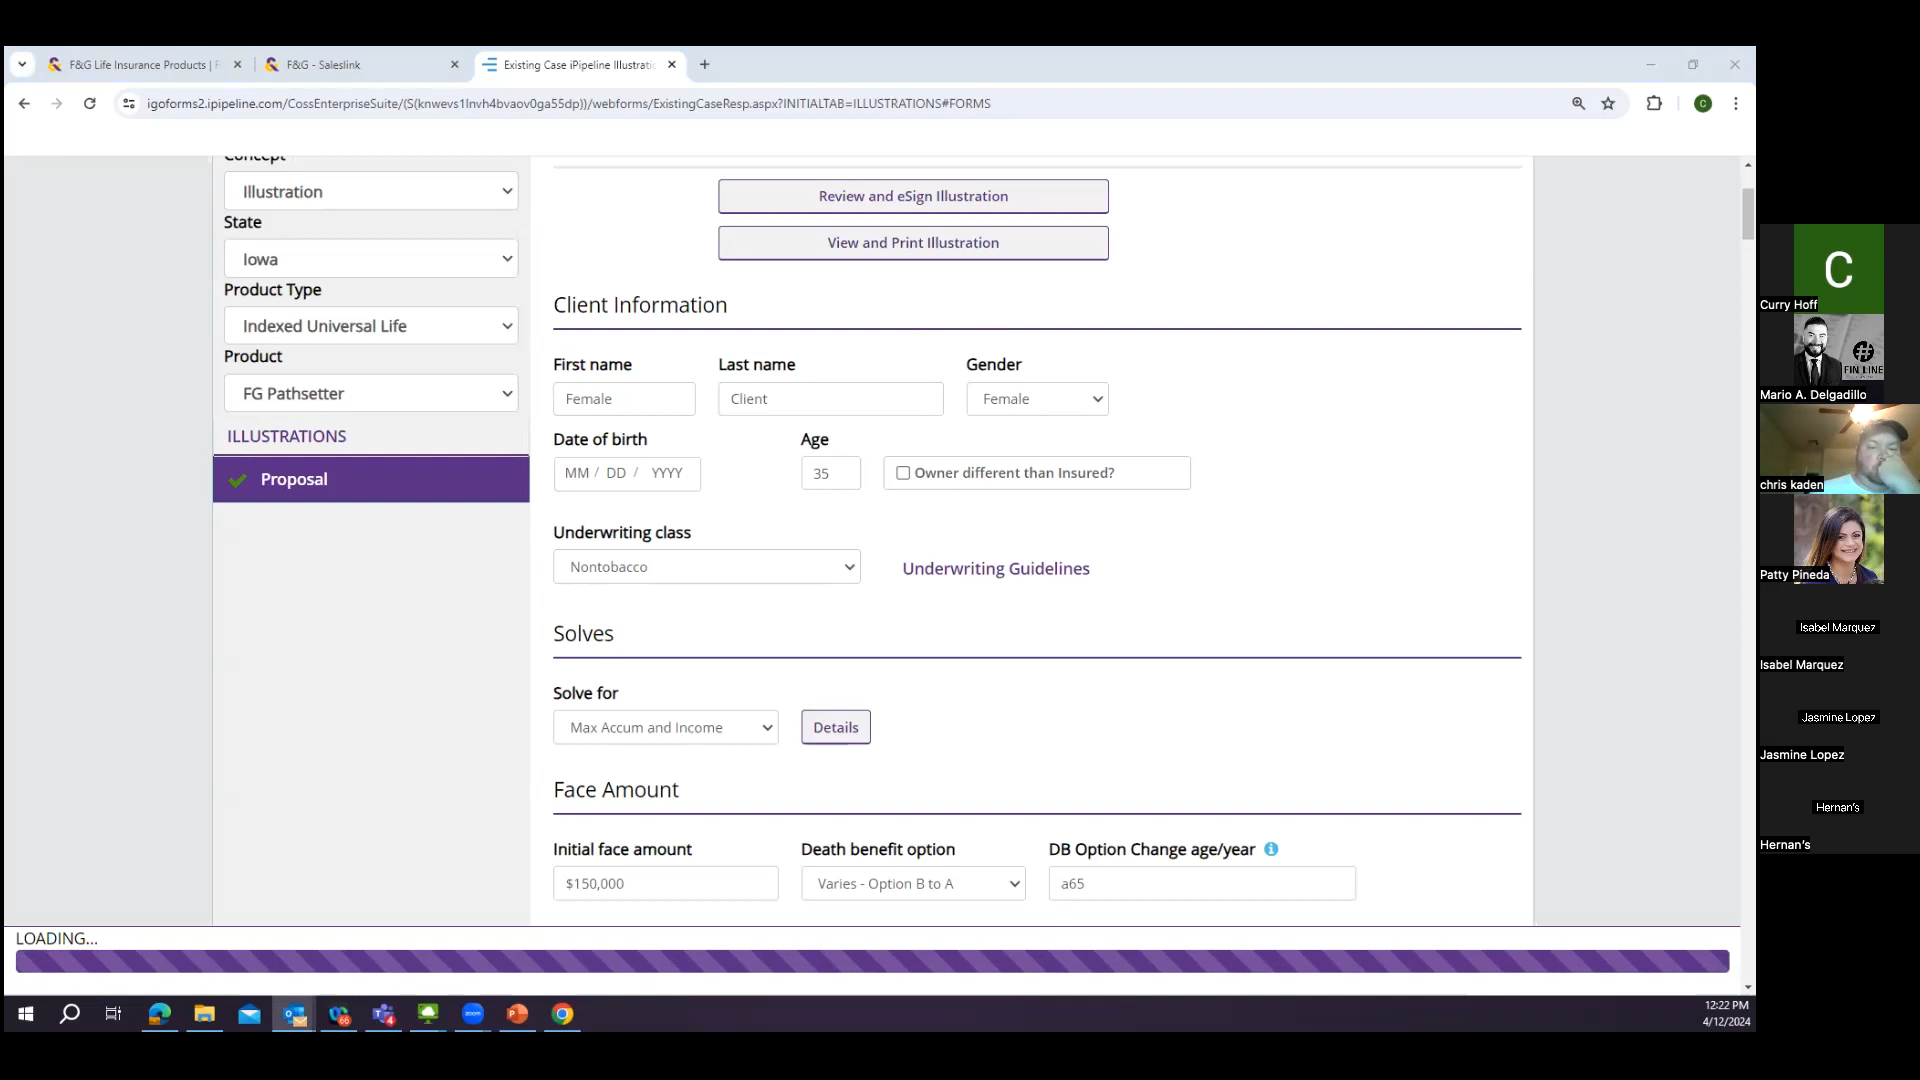 F&G Life Insurance Products | F
F&G - Saleslink
Existing Case iPipeline Illustratio
igoforms2.ipipeline.com/CossEnterpriseSuite/(S(knwevs1lnvh4bvaov0ga55dp))/webforms/ExistingCaseResp.aspx?INITIALTAB=ILLUSTRATIONS#FORMS
C
Concept
Illustration
State
Iowa
Product Type
Indexed Universal Life
Product
FG Pathsetter
ILLUSTRATIONS
Proposal
Review and eSign Illustration
View and Print Illustration
Client Information
First name
Last name
Gender
Female
Client
Female
Date of birth
Age
MM / DD / YYYY
35
Owner different than Insured?
Underwriting class
Nontobacco
Underwriting Guidelines
Solves
Solve for
Max Accum and Income
Details
Face Amount
Initial face amount
Death benefit option
DB Option Change age/year
$150,000
Varies - Option B to A
a65
LOADING...
12:22 PM
4/12/2024
C
Curry Hoff
#
FIN LINE
Mario A. Delgadillo
chris kaden
Patty Pineda
Isabel Marquez
Isabel Marquez
Jasmine Lopez
Jasmine Lopez
Hernan's
Hernan's